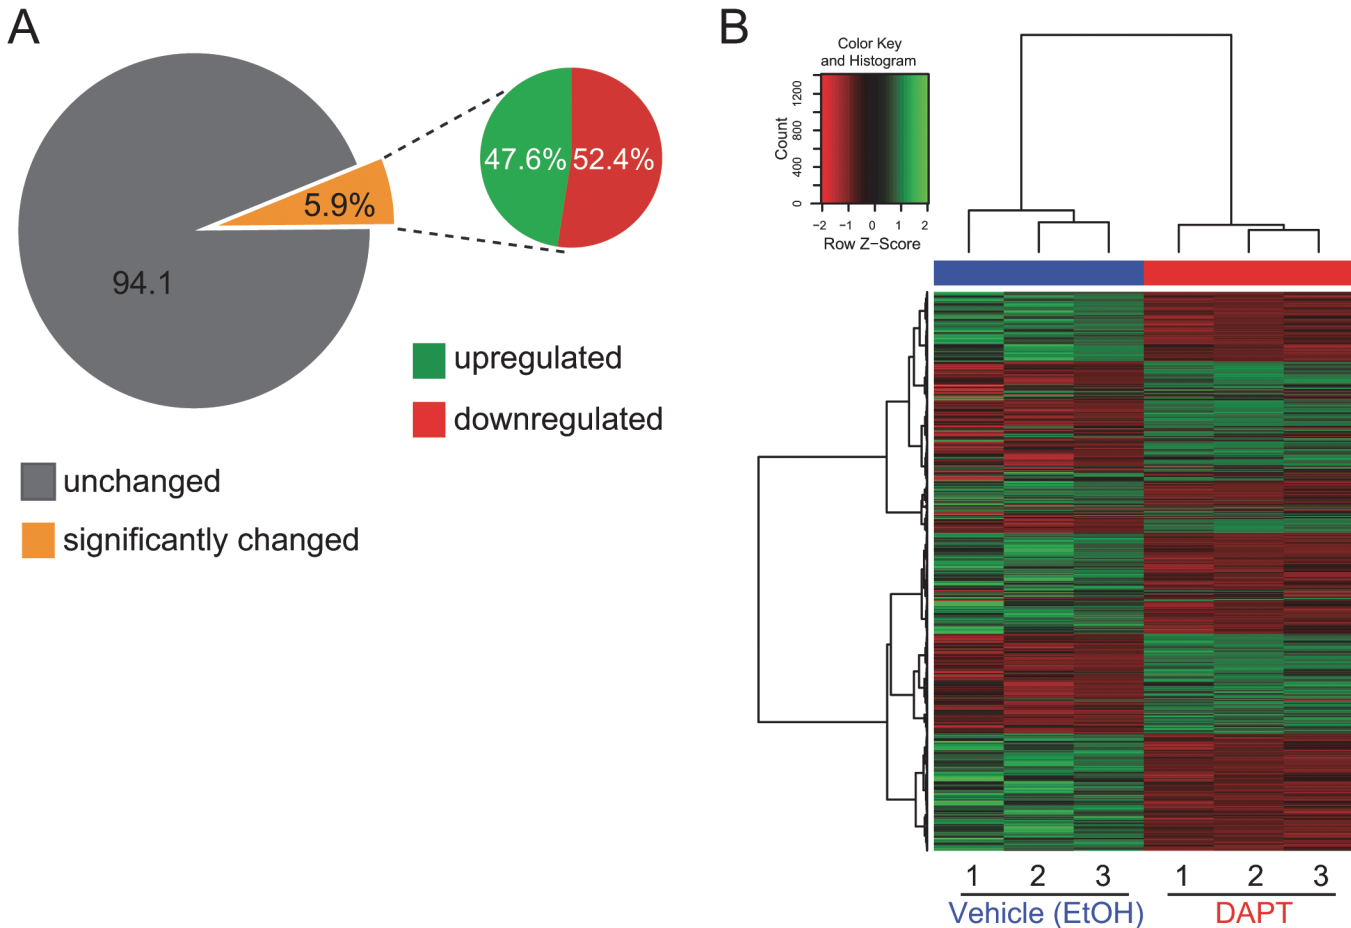 A
5.9%
94.1
47.6%
52.4%
upregulated
downregulated
unchanged
significantly changed
B
Color Key
and Histogram
Count
0 400 800 1200
−2 −1 0 1 2
Row Z−Score
1 2 3 1 2 3
Vehicle (EtOH) DAPT